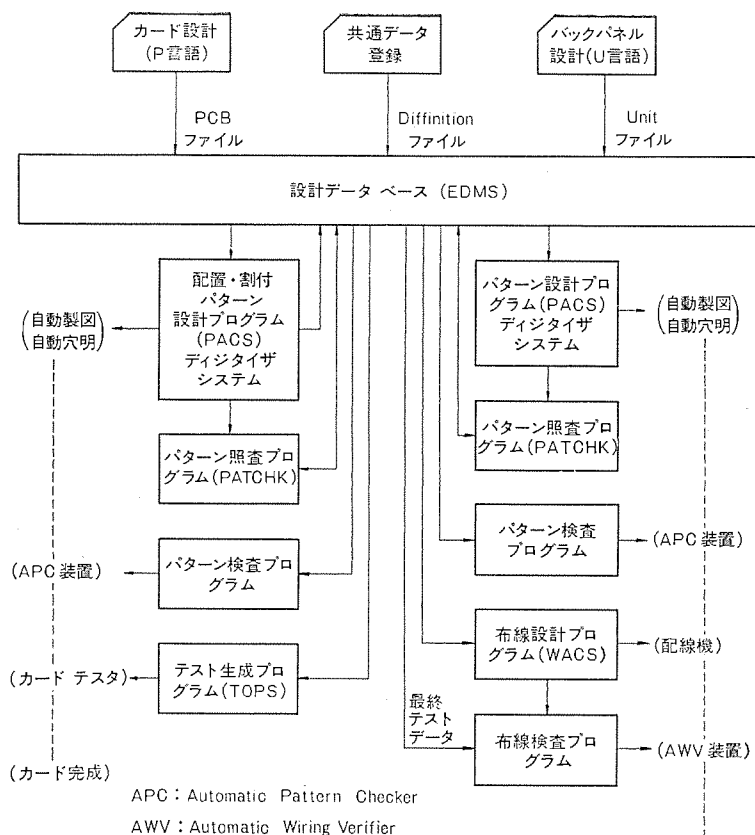 カード設計
(P言語)
共通データ
登録
バックパネル
設計(U言語)
PCB
ファイル
Diffinition
ファイル
Unit
ファイル
設計データ ベース (EDMS)
配置・割付
パターン
設計プログラム
(PACS)
ディジタイザ
システム
(自動製図
自動穴明)
パターン設計プロ
グラム(PACS)
ディジタイザ
システム
(自動製図
自動穴明)
パターン照査プロ
グラム(PATCHK)
パターン照査プロ
グラム(PATCHK)
(APC 装置)
パターン検査プロ
グラム
パターン検査
プログラム
(APC 装置)
(カード テスタ)
テスト生成プロ
グラム(TOPS)
布線設計プロ
グラム(WACS)
(配線機)
最終
テスト
データ
布線検査プロ
グラム
(AWV 装置)
(カード完成)
APC : Automatic Pattern Checker
AWV : Automatic Wiring Verifier